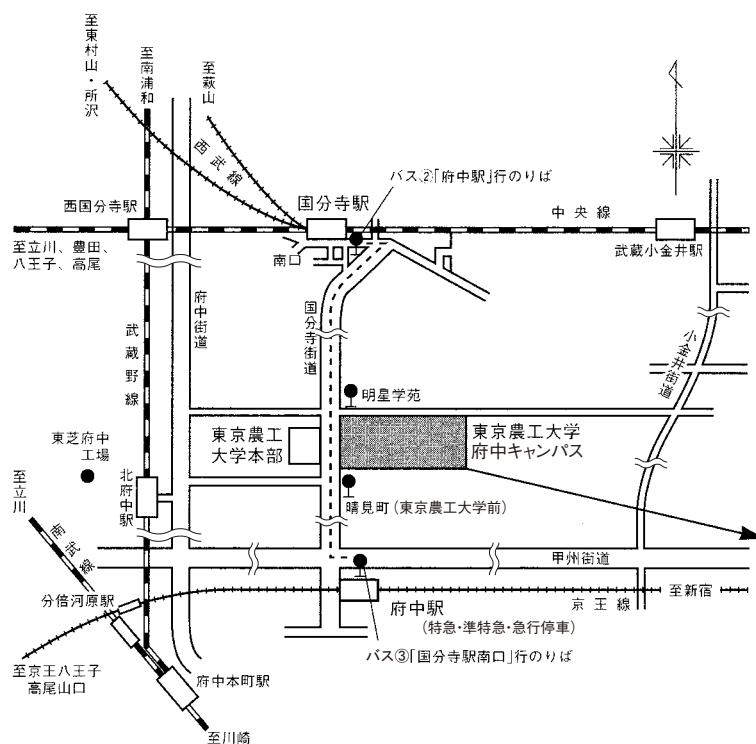 至東村山・所沢
至南浦和
至萩山
西武線
バス②「府中駅」行のりば
国分寺駅
西国分寺駅
中央線
至立川、豊田、
八王子、高尾
南口
武蔵小金井駅
府中街道
国分寺街道
武蔵野線
小金井街道
明星学苑
東京農工
大学本部
東京農工大学
府中キャンパス
東芝府中
工場
北府中駅
至立川
晴見町(東京農工大学前)
南武線
甲州街道
分倍河原駅
府中駅
京王線
至新宿
(特急・準特急・急行停車)
バス③「国分寺駅南口」行のりば
至京王八王子
高尾山口
府中本町駅
至川崎